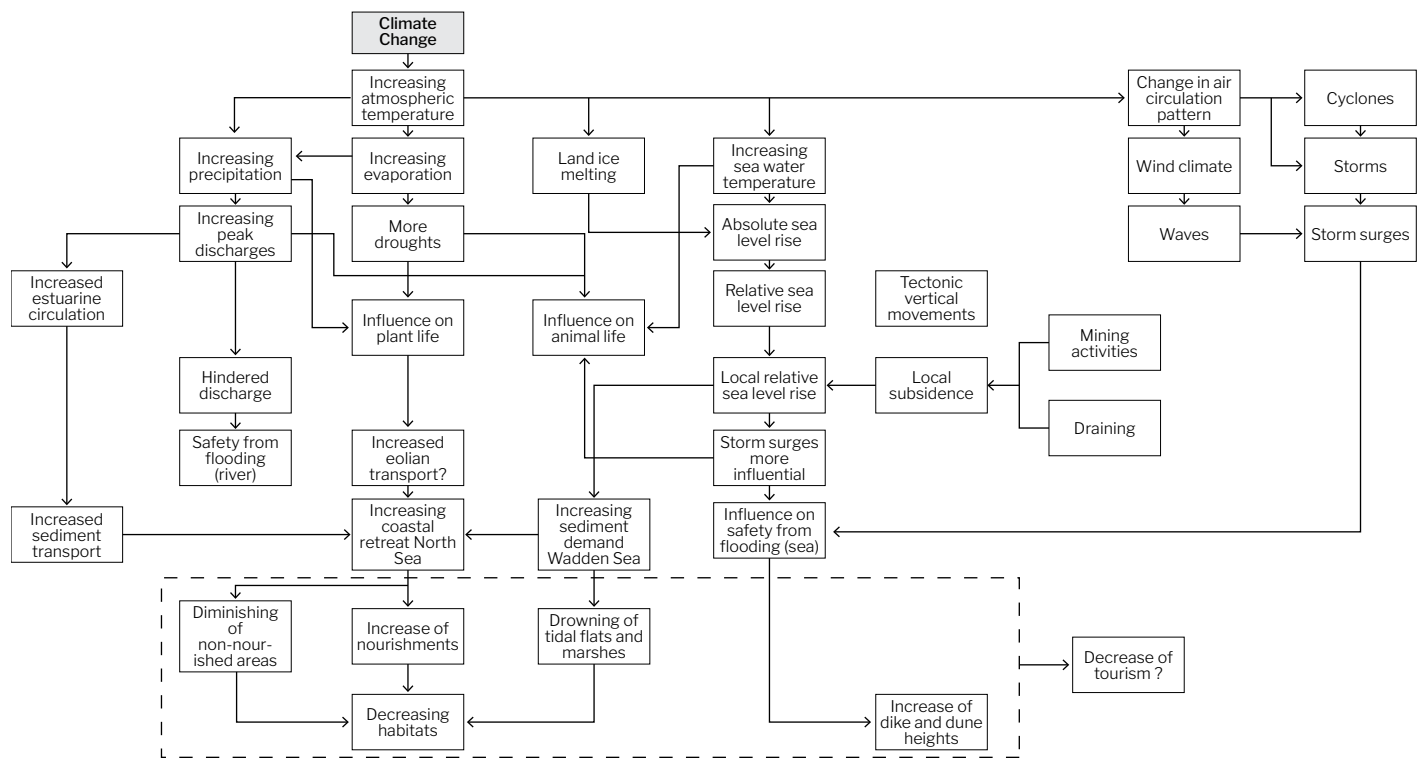 Climate
Change
Increasing
atmospheric
temperature
Change in air
circulation
pattern
Cyclones
Increasing
precipitation
Increasing
evaporation
Land ice
melting
Increasing
sea water
temperature
Wind climate
Storms
Increasing
peak
discharges
More
droughts
Absolute sea
level rise
Waves
Storm surges
Increased
estuarine
circulation
Influence on
plant life
Influence on
animal life
Relative sea
level rise
Tectonic
vertical
movements
Mining
activities
Hindered
discharge
Local relative
sea level rise
Local
subsidence
Draining
Safety from
flooding
(river)
Increased
eolian
transport?
Storm surges
more
influential
Increased
sediment
transport
Increasing
coastal
retreat North
Sea
Increasing
sediment
demand
Wadden Sea
Influence on
safety from
flooding (sea)
Diminishing
of
non-nour-
ished areas
Increase of
nourishments
Drowning of
tidal flats and
marshes
Decrease of
tourism ?
Decreasing
habitats
Increase of
dike and dune
heights